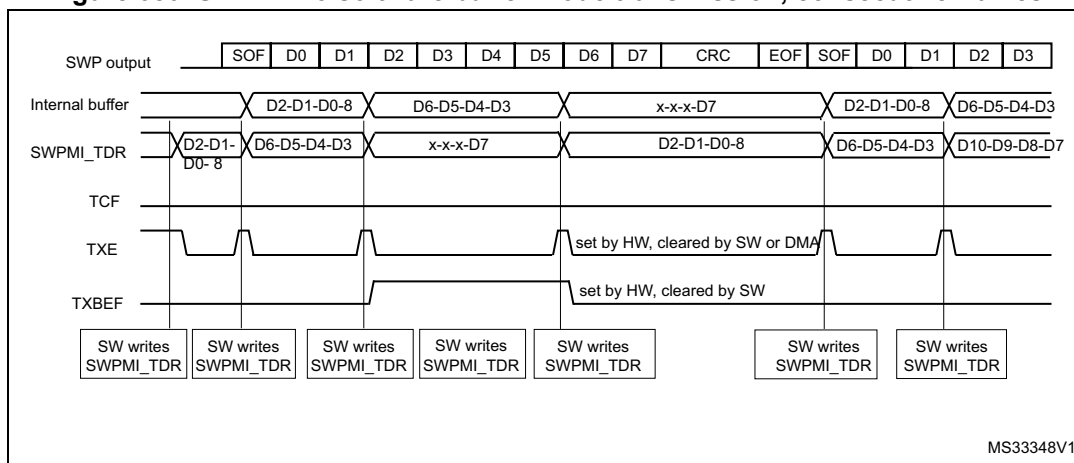 SWP output SOF D0 D1 D2 D3 D4 D5 D6 D7 CRC EOF SOF D0 D1 D2 D3
Internal buffer D2-D1-D0-8 D6-D5-D4-D3 x-x-x-D7 D2-D1-D0-8 D6-D5-D4-D3
SWPMI_TDR D2-D1- D6-D5-D4-D3 x-x-x-D7 D2-D1-D0-8 D6-D5-D4-D3 D10-D9-D8-D7
D0- 8
TCF
TXE set by HW, cleared by SW or DMA
TXBEF set by HW, cleared by SW
SW writes SW writes SW writes SW writes SW writes SW writes SW writes
SWPMI_TDR SWPMI_TDR SWPMI_TDR SWPMI_TDR SWPMI_TDR SWPMI_TDR SWPMI_TDR
MS33348V1